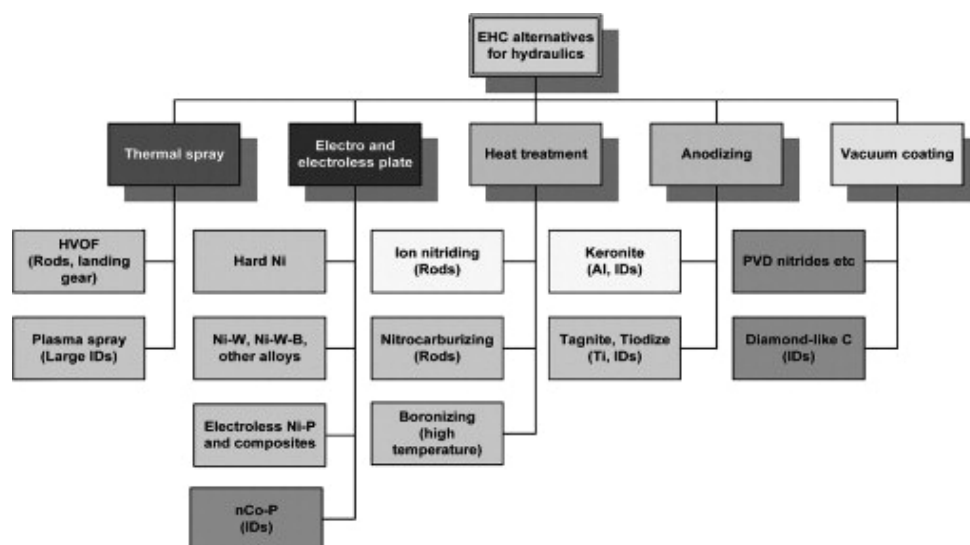 EHC alternatives
for hydraulics
Thermal spray
Electro and
electroless plate
Heat treatment
Anodizing
Vacuum coating
HVOF
(Rods, landing
gear)
Hard Ni
Ion nitriding
(Rods)
Keronite
(Al, IDs)
PVD nitrides etc
Plasma spray
(Large IDs)
Ni-W, Ni-W-B,
other alloys
Nitrocarburizing
(Rods)
Tagnite, Tiodize
(Ti, IDs)
Diamond-like C
(IDs)
Electroless Ni-P
and composites
Boronizing
(high
temperature)
nCo-P
(IDs)